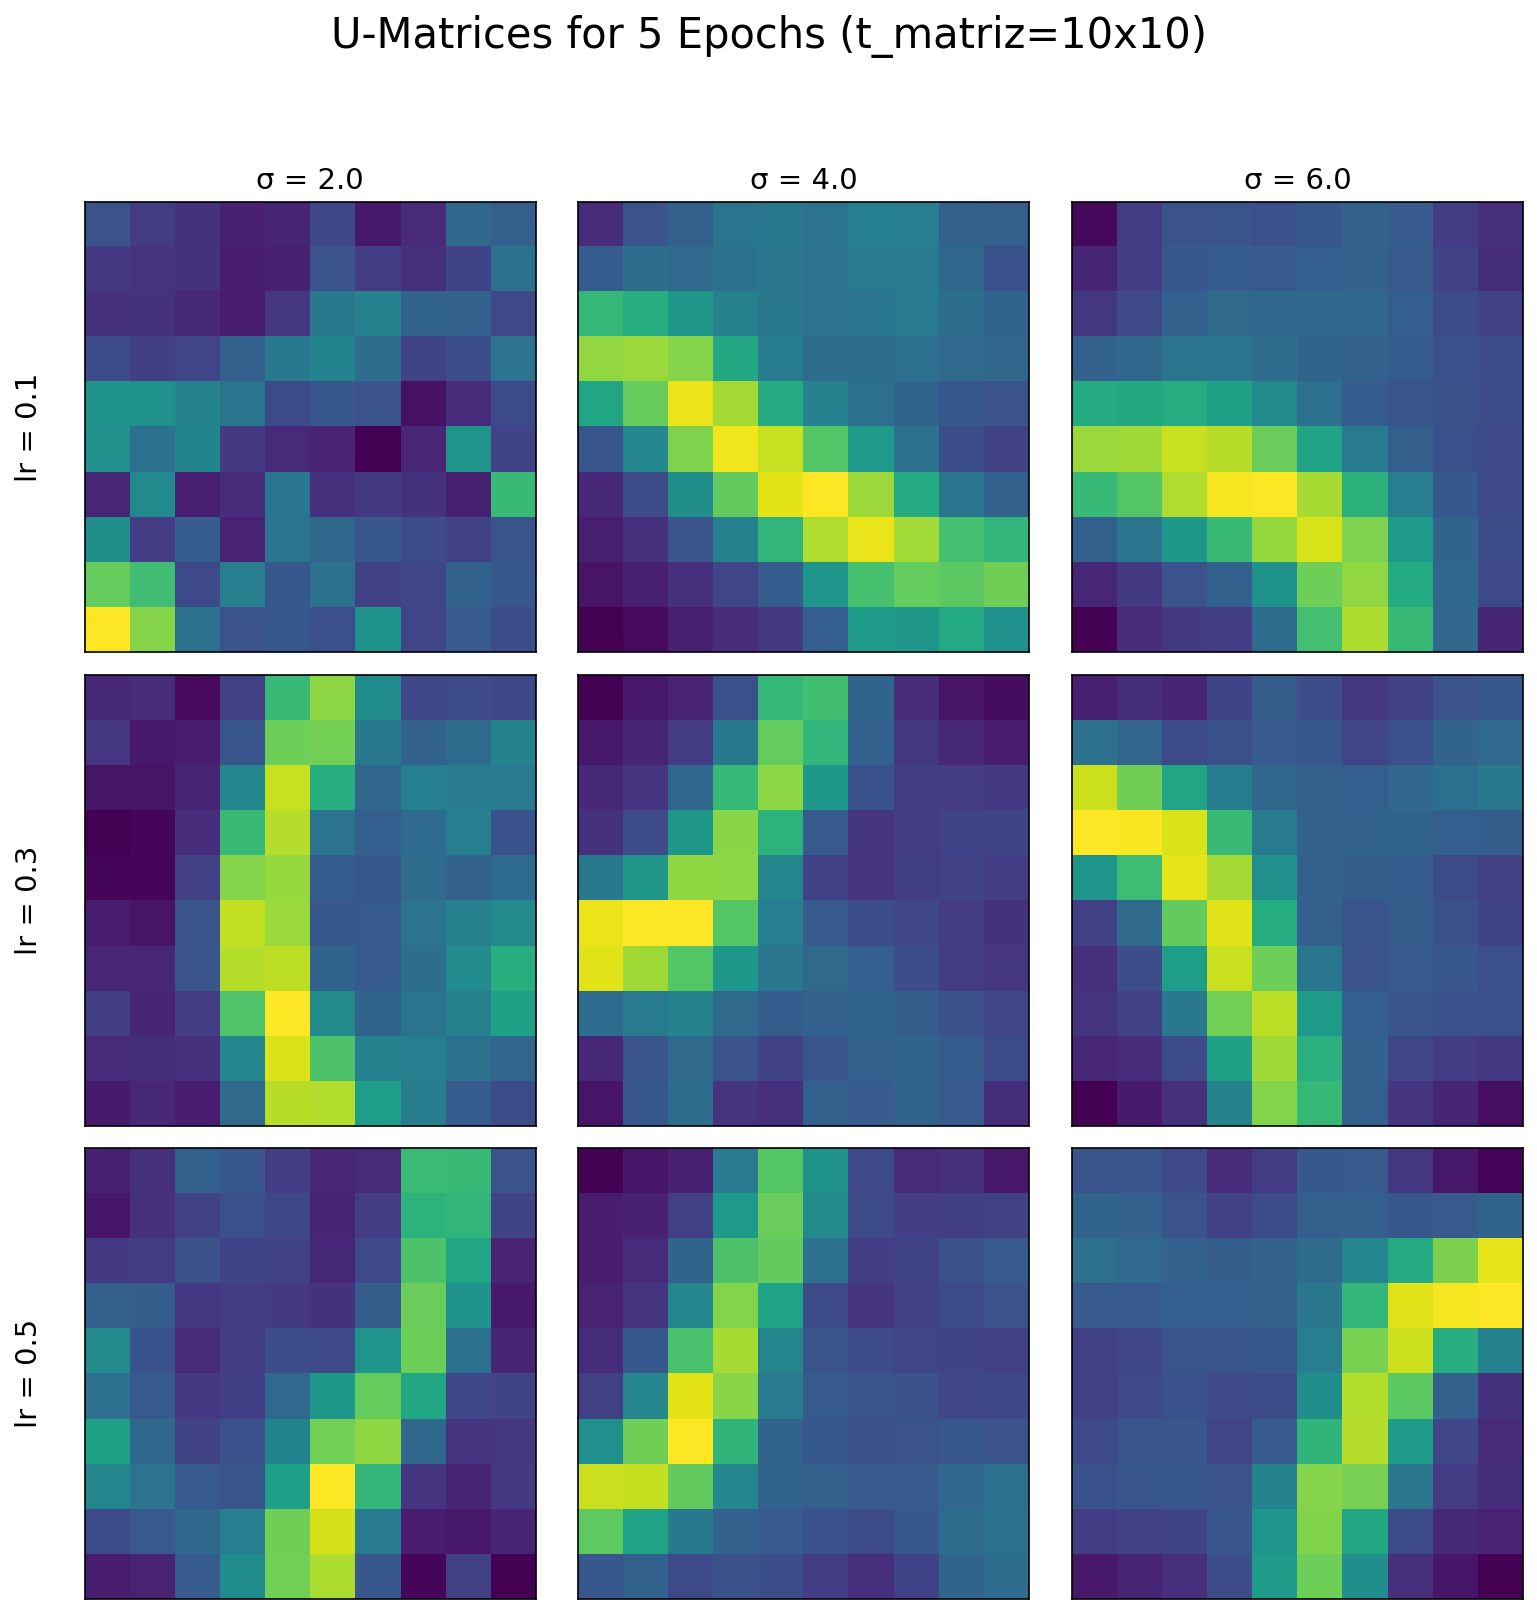 U-Matrices for 5 Epochs (t_matriz=10x10)
σ = 2.0
σ = 4.0
σ = 6.0
lr = 0.1
lr = 0.3
lr = 0.5